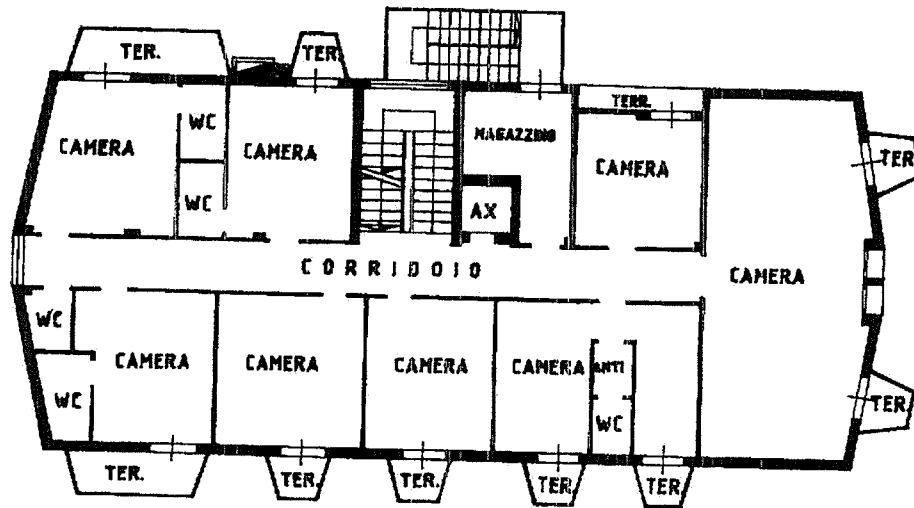 TER.
TER.
TERR.
WC
MAGAZZINO
CAMERA
CAMERA
CAMERA
TER.
WC
AX
CORRIDOIO
CAMERA
WC
CAMERA
CAMERA
CAMERA
CAMERA
ANTI
WC
WC
TER.
TER.
TER.
TER.
TER.
TER.